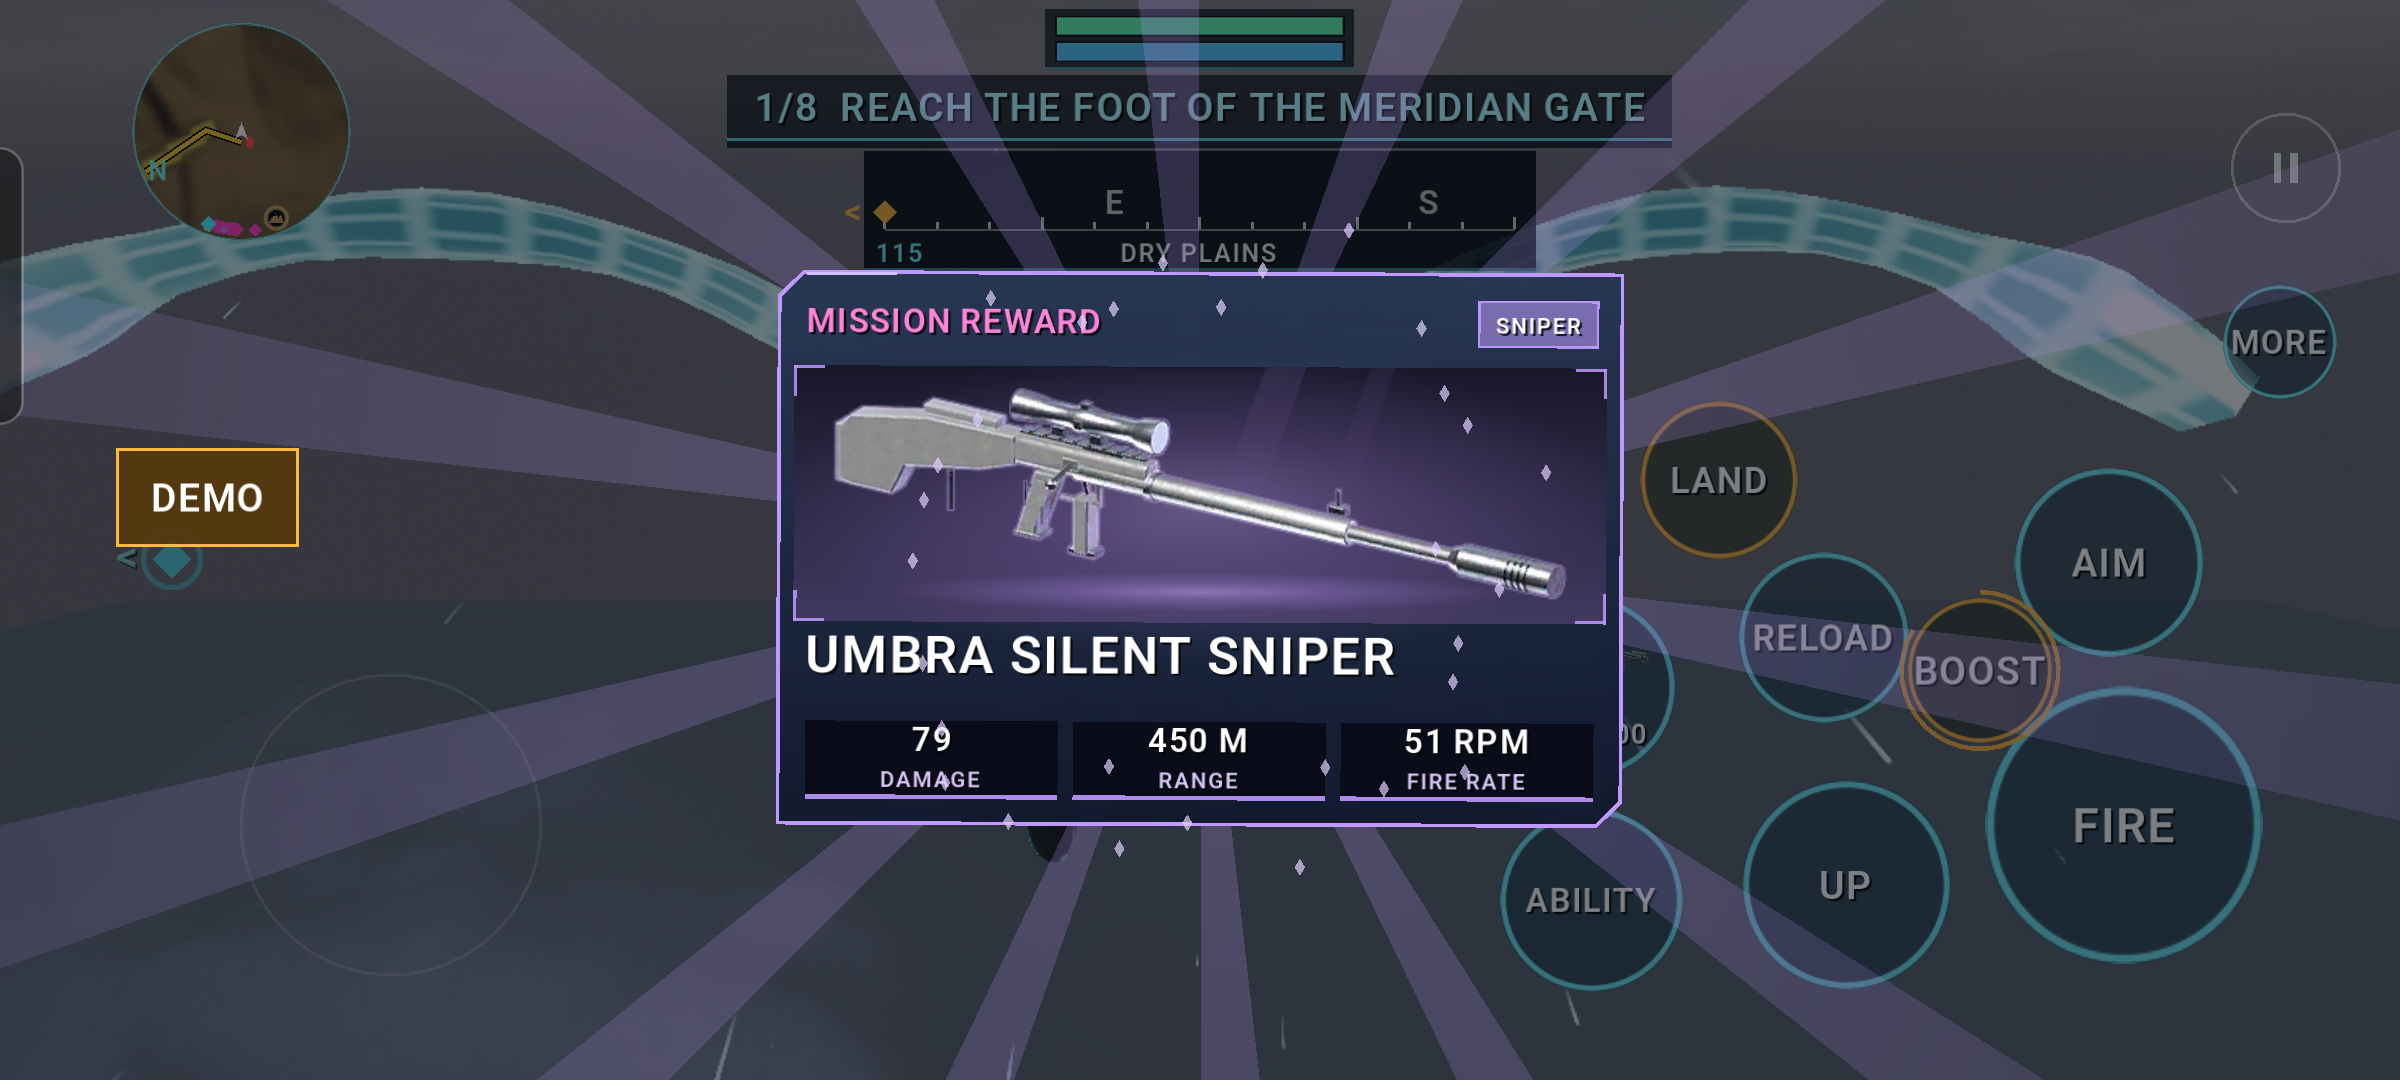 1/8 REACH THE FOOT OF THE MERIDIAN GATE
N
E S
<
115 DRY PLAINS
MISSION REWARD
SNIPER
MORE
LAND
DEMO
<
AIM
RELOAD
BOOST
UMBRA SILENT SNIPER
79
DAMAGE
450 M
RANGE
51 RPM
FIRE RATE
FIRE
UP
ABILITY